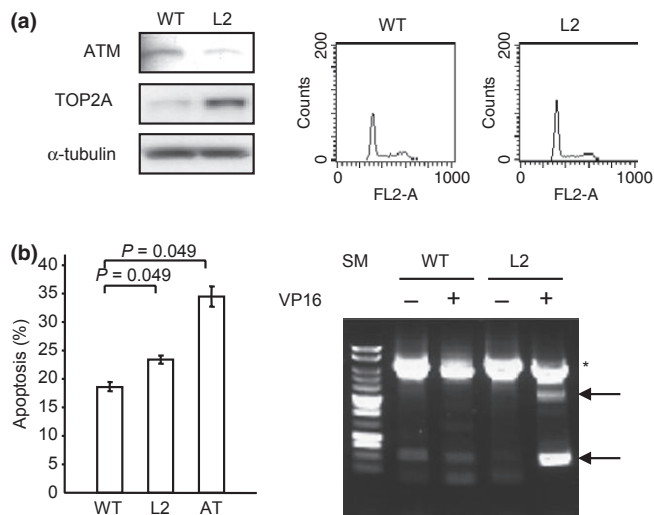 (a)
WT L2
ATM
TOP2A
α-tubulin
WT
200
Counts
0
0 1000
FL2-A
L2
200
Counts
0
0 1000
FL2-A
(b)
P = 0.049
P = 0.049
Apoptosis (%)
40
35
30
25
20
15
10
5
0
WT L2 AT
SM WT L2
VP16 – + – +
*